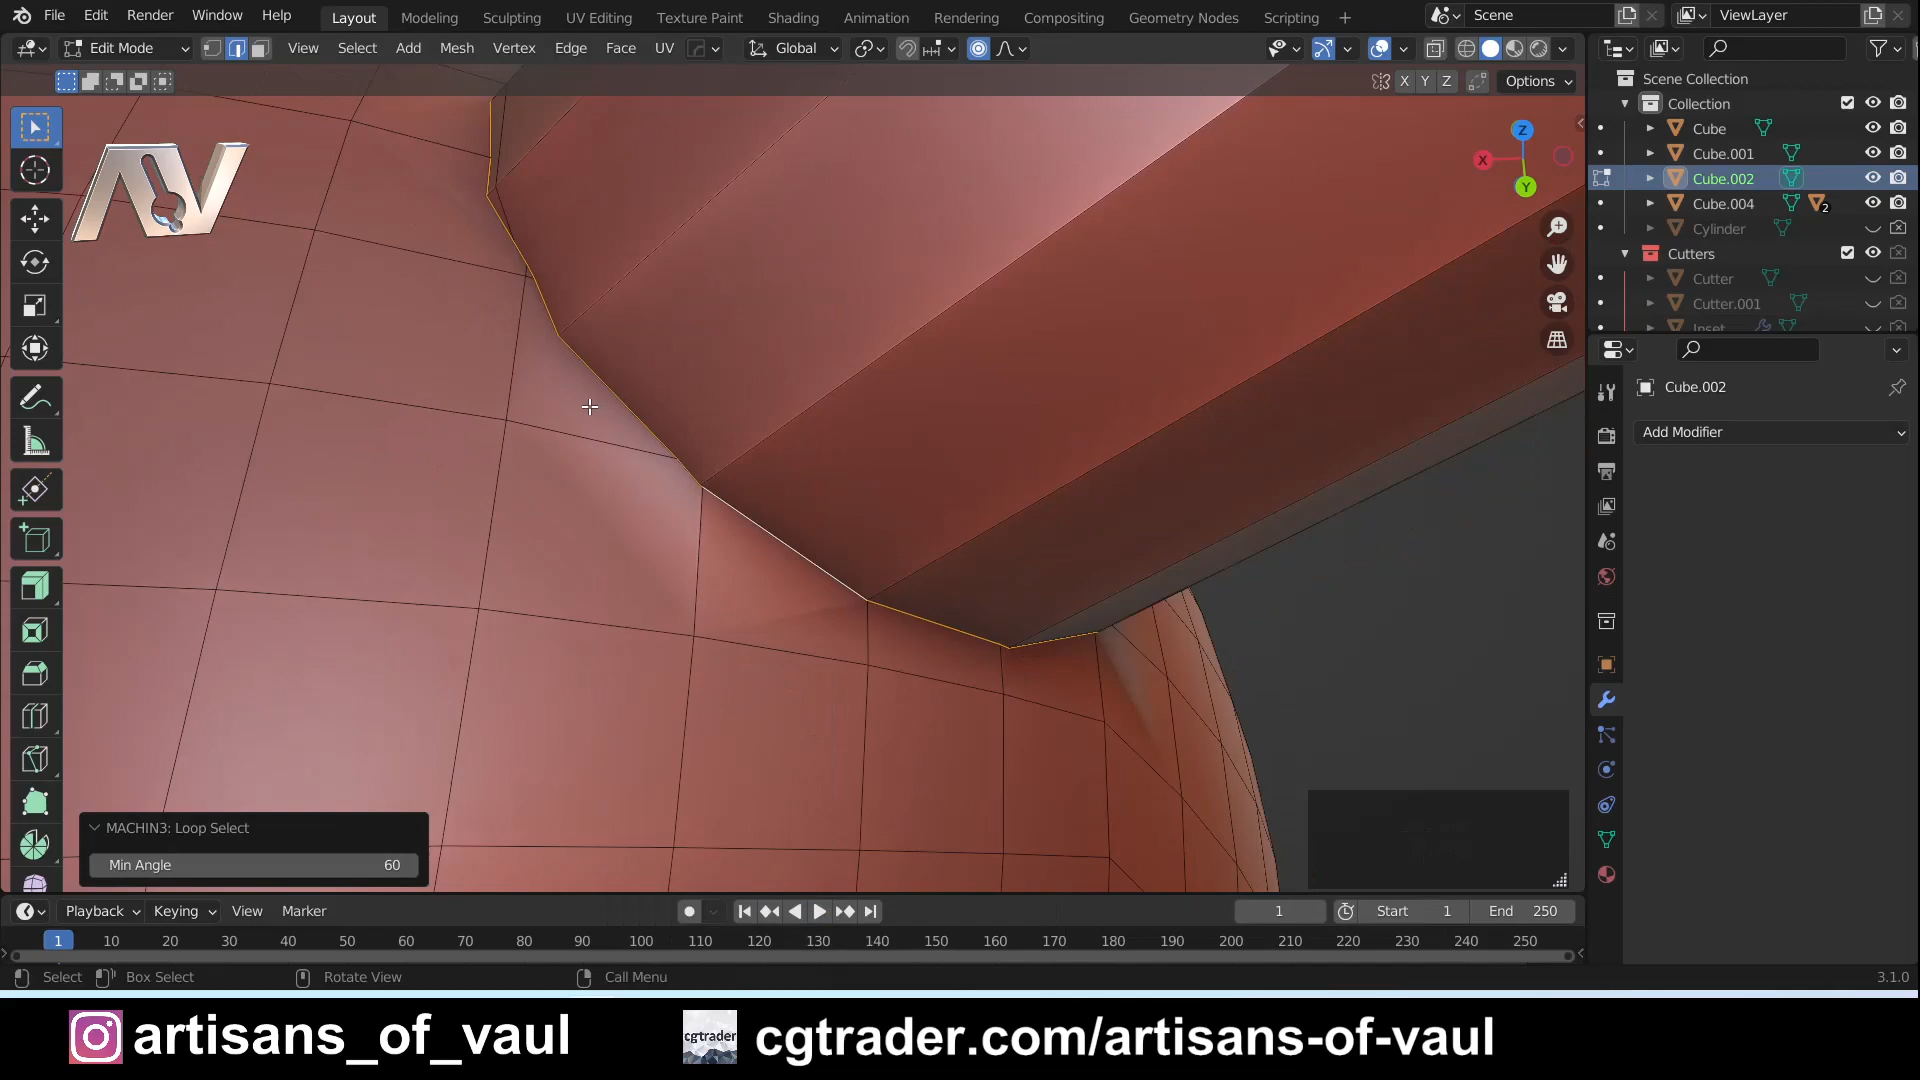 File Edit Render Window Help Layout Modeling Sculpting UV Editing Texture Paint Shading Animation Rendering Compositing Geometry Nodes Scripting + Scene ViewLayer
Edit Mode View Select Add Mesh Vertex Edge Face UV Global
X Y Z Options
Scene Collection
Collection
Cube
Cube.001
Cube.002
Cube.004 2
Cylinder
Cutters
Cutter
Cutter.001
Inset
Z
X
Y
Cube.002
Add Modifier
MACHIN3: Loop Select
Min Angle 60
Playback Keying View Marker 1 Start 1 End 250
1 10 20 30 40 50 60 70 80 90 100 110 120 130 140 150 160 170 180 190 200 210 220 230 240 250
Select Box Select Rotate View Call Menu 3.1.0
artisans_of_vaul cgtrader cgtrader.com/artisans-of-vaul